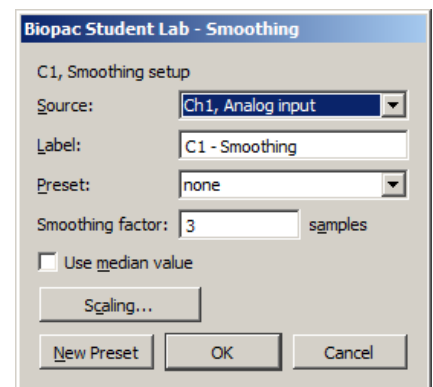 Biopac Student Lab - Smoothing
C1, Smoothing setup
Source: Ch1, Analog input
Label: C1 - Smoothing
Preset: none
Smoothing factor: 3 samples
Use median value
Scaling...
New Preset OK Cancel